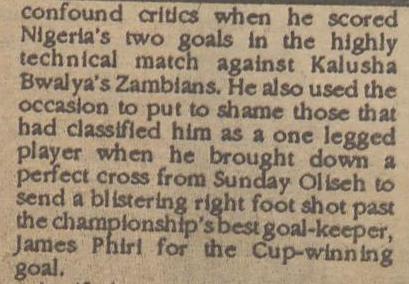 confound critics when he scored
Nigeria's two goals in the highly
technical match against Kalusha
Bwalya's Zambians. He also used the
occasion to put to shame those that
had classified him as a one legged
player when he brought down a
perfect cross from Sunday Oliseh to
send a blistering right foot shot past
the championship's best goal-keeper,
James Phiri for the Cup-winning
goal.